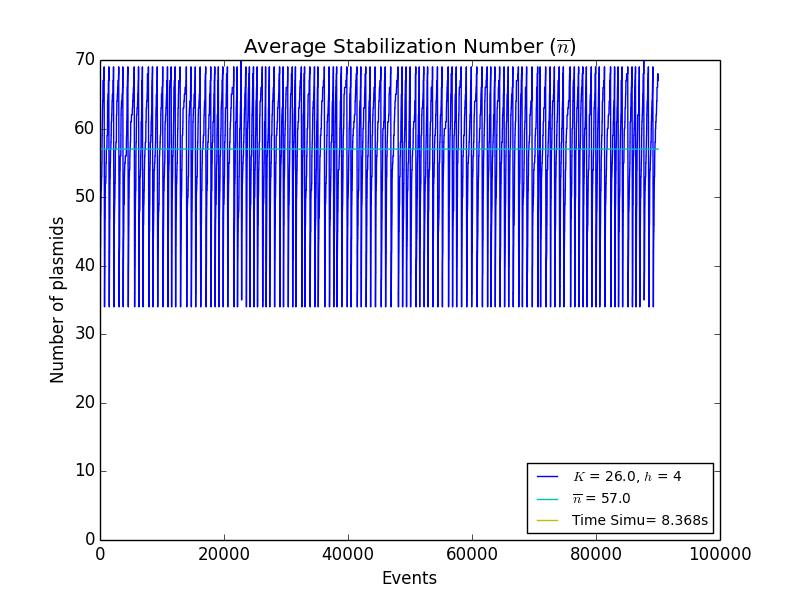 Average Stabilization Number (n̅)
70
60
50
40
30
20
10
0
Number of plasmids
0 20000 40000 60000 80000 100000
Events
K = 26.0, h = 4
n̅ = 57.0
Time Simu= 8.368s